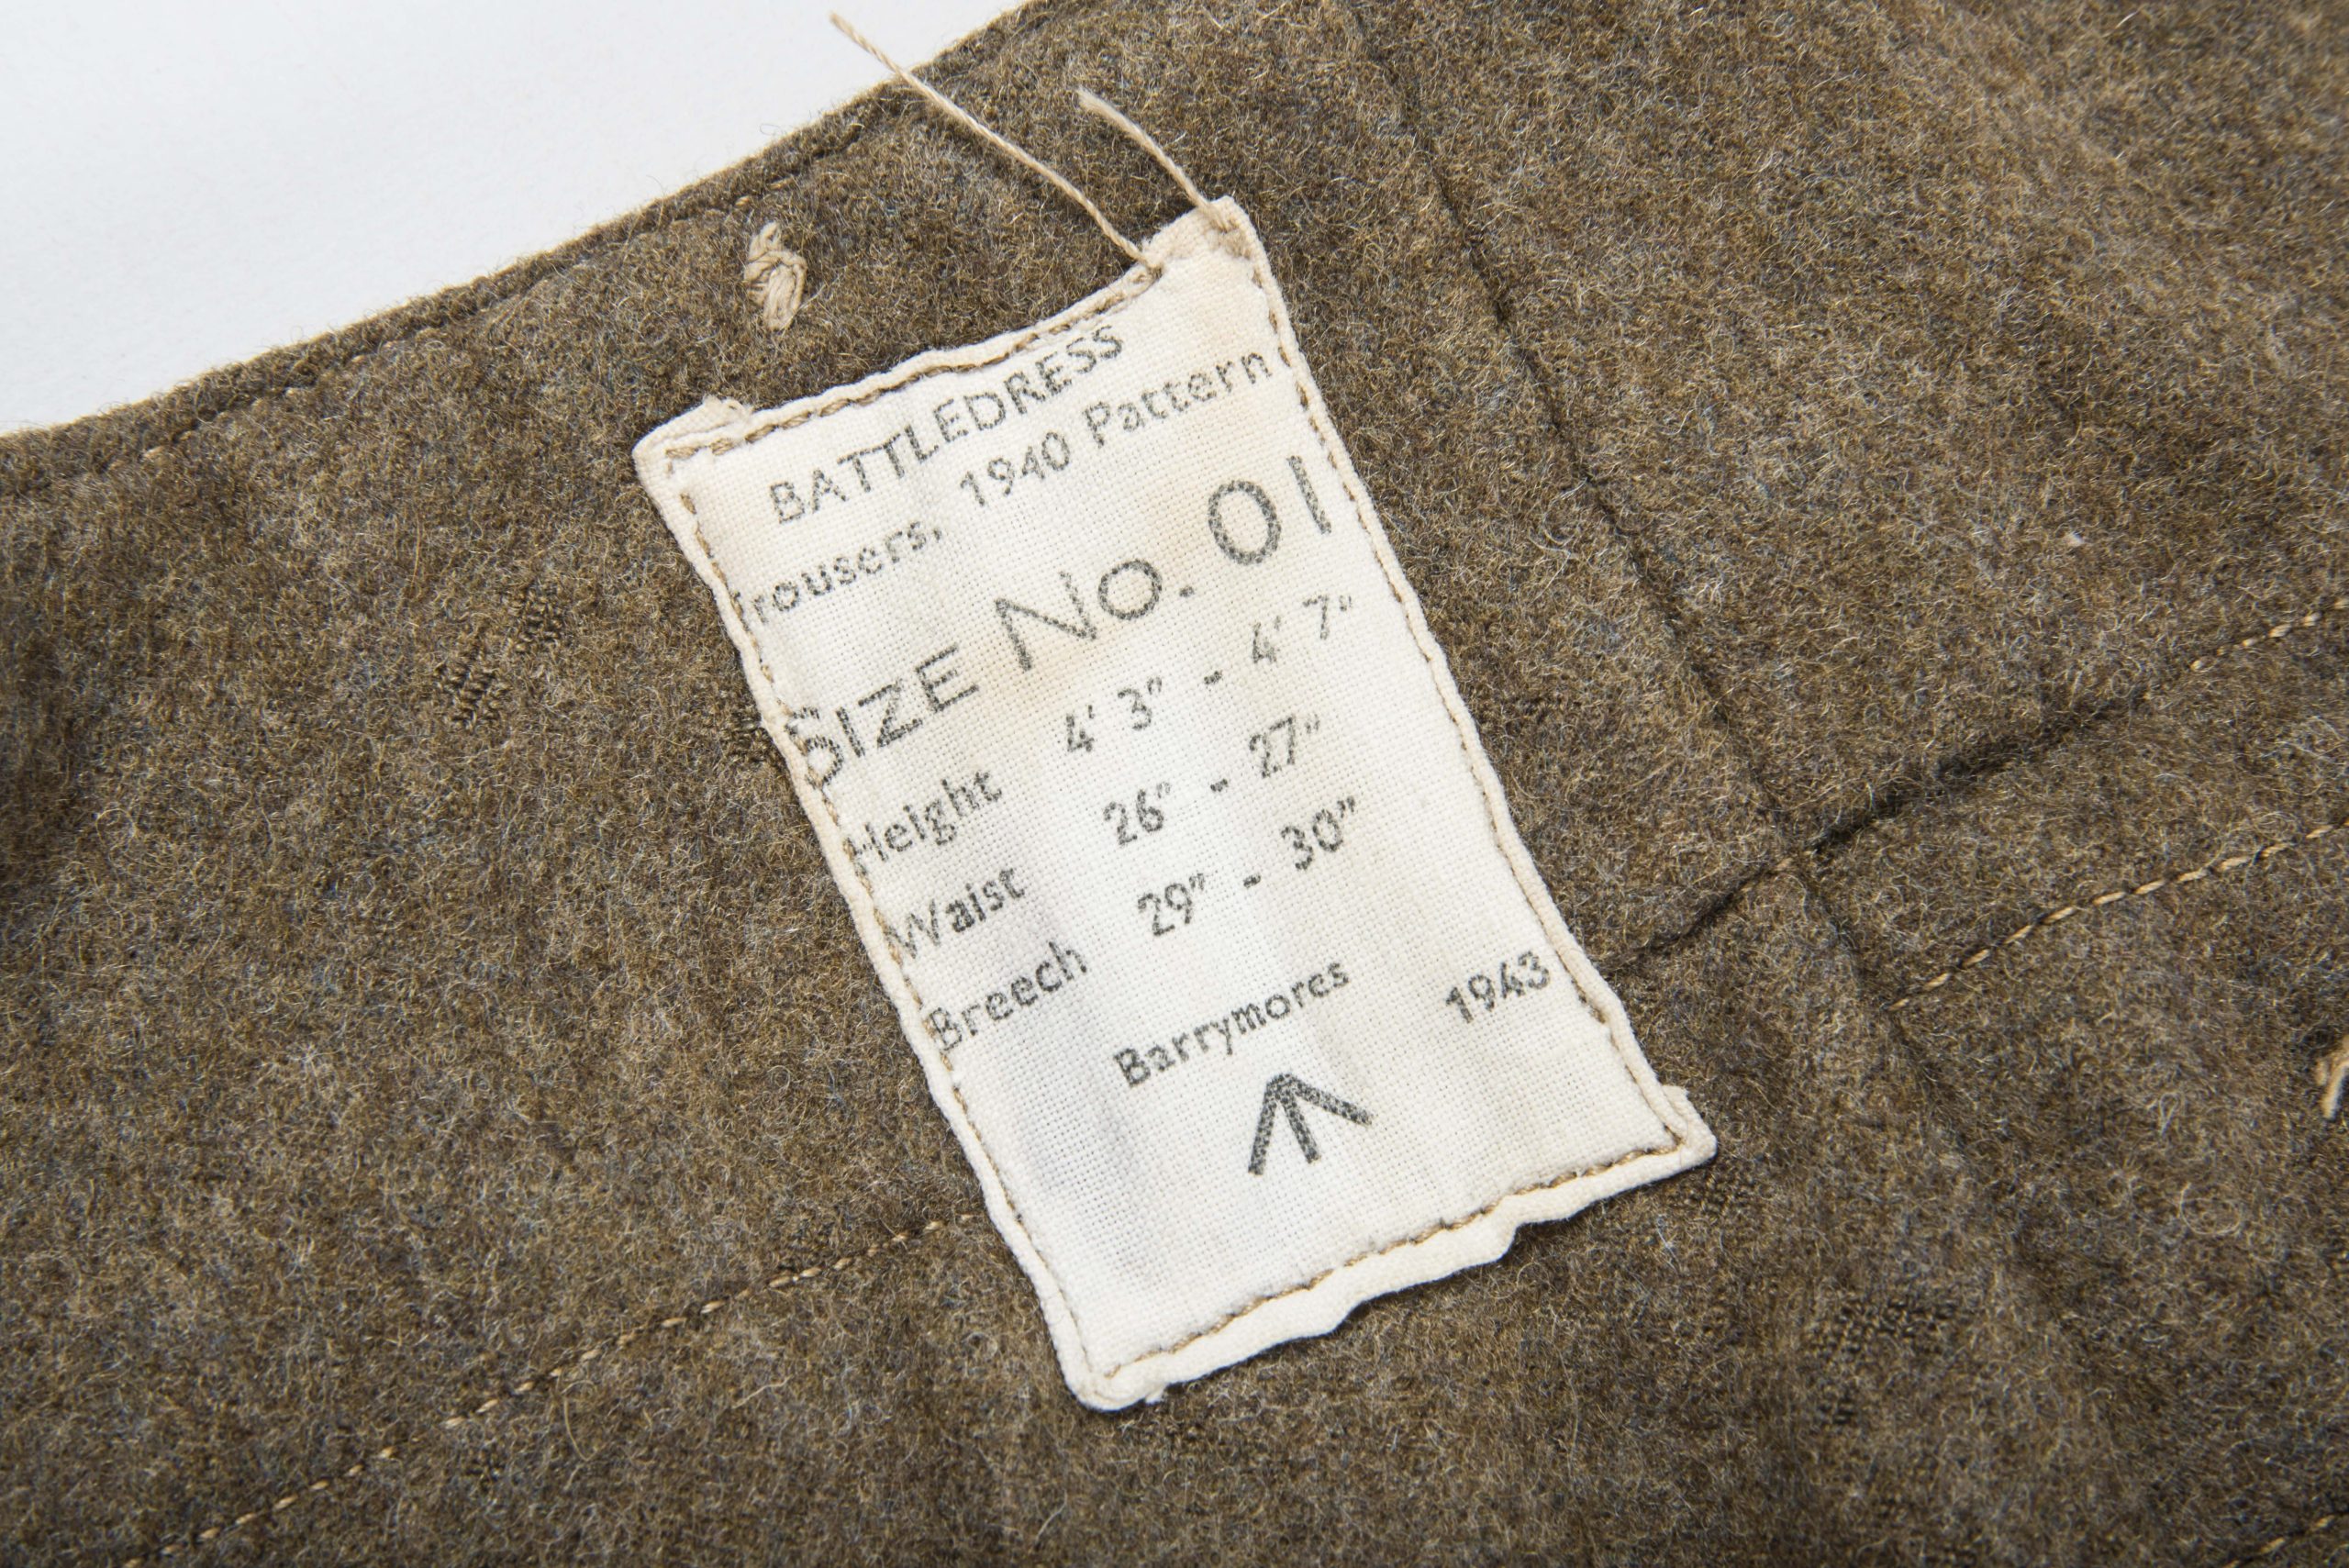 BATTLEDRESS
Trousers, 1940 Pattern
SIZE No. 01
Height 4' 3" - 4' 7"
Waist 26" - 27"
Breech 29" - 30"
Barrymores 1943